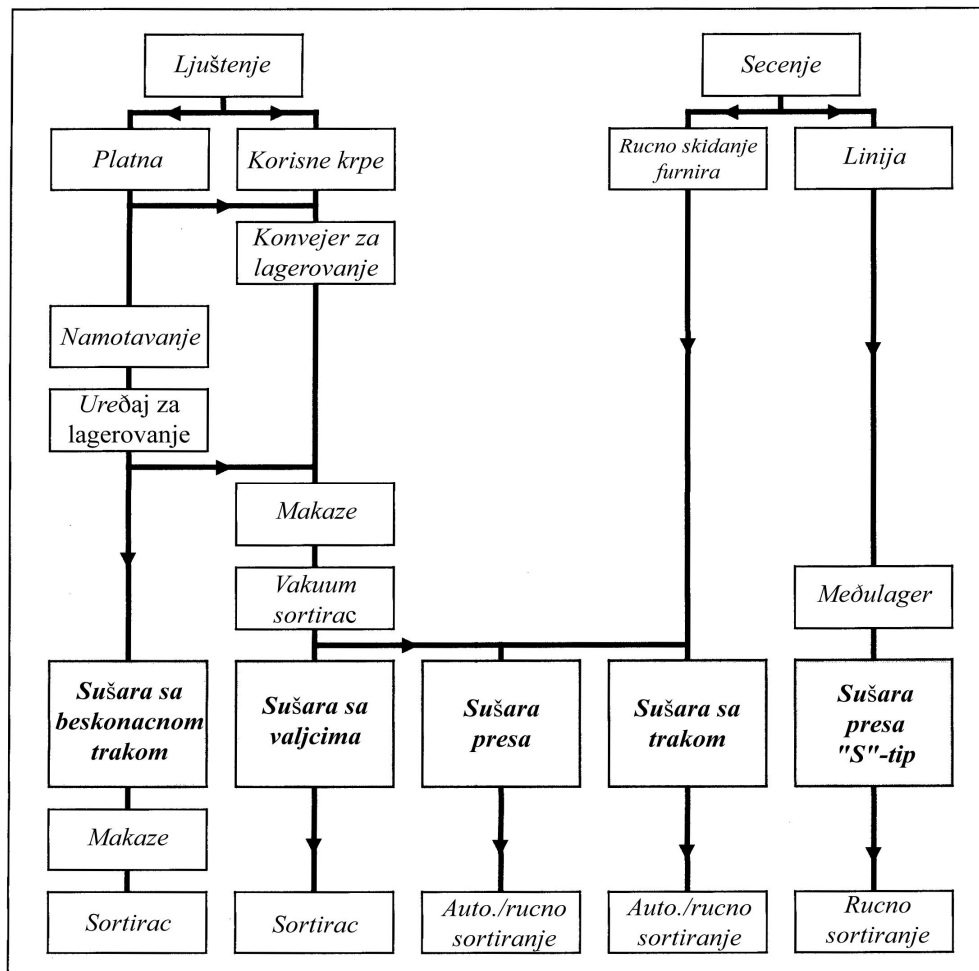 Ljuštenje
Secenje
Platna
Korisne krpe
Rucno skidanje
furnira
Linija
Konvejer za
lagerovanje
Namotavanje
Ureðaj za
lagerovanje
Makaze
Vakuum
sortirac
Meðulager
Sušara sa
beskonacnom
trakom
Sušara sa
valjcima
Sušara
presa
Sušara sa
trakom
Sušara
presa
"S"-tip
Makaze
Sortirac
Sortirac
Auto./rucno
sortiranje
Auto./rucno
sortiranje
Rucno
sortiranje